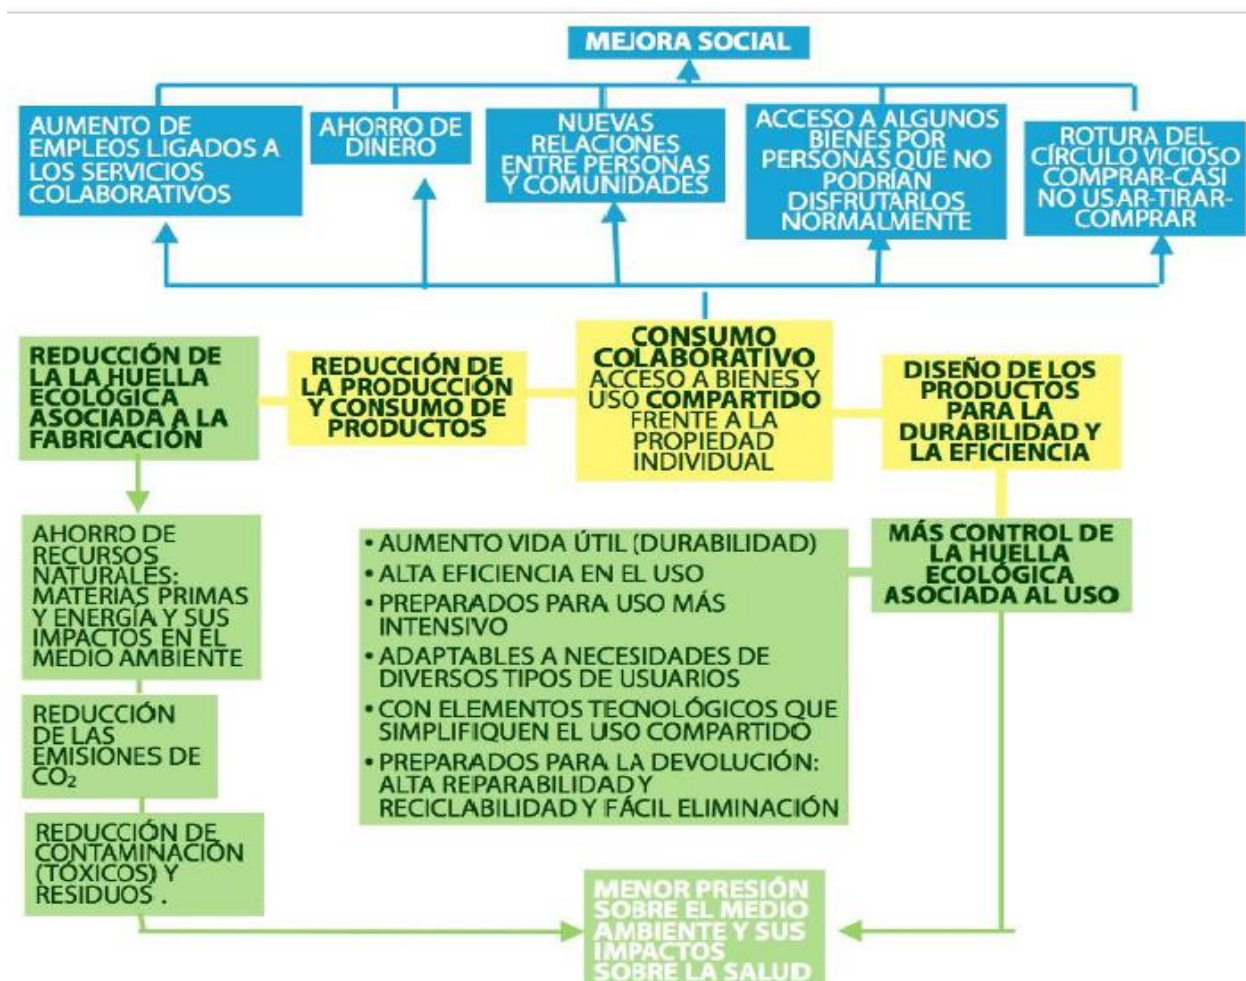 MEJORA SOCIAL
AUMENTO DE
EMPLEOS LIGADOS A
LOS SERVICIOS
COLABORATIVOS
AHORRO DE
DINERO
NUEVAS
RELACIONES
ENTRE PERSONAS
Y COMUNIDADES
ACCESO A ALGUNOS
BIENES POR
PERSONAS QUE NO
PODRÍAN
DISFRUTARLOS
NORMALMENTE
ROTURA DEL
CÍRCULO VICIOSO
COMPRAR-CASI
NO USAR-TIRAR-
COMPRAR
REDUCCIÓN DE
LA LA HUELLA
ECOLÓGICA
ASOCIADA A LA
FABRICACIÓN
REDUCCIÓN DE
LA PRODUCCIÓN
Y CONSUMO DE
PRODUCTOS
CONSUMO
COLABORATIVO
ACCESO A BIENES Y
USO COMPARTIDO
FRENTE A LA
PROPIEDAD
INDIVIDUAL
DISEÑO DE LOS
PRODUCTOS
PARA LA
DURABILIDAD Y
LA EFICIENCIA
AHORRO DE
RECURSOS
NATURALES:
MATERIAS PRIMAS
Y ENERGÍA Y SUS
IMPACTOS EN EL
MEDIO AMBIENTE
REDUCCIÓN
DE LAS
EMISIONES DE
CO₂
REDUCCIÓN DE
CONTAMINACIÓN
(TÓXICOS) Y
RESIDUOS .
• AUMENTO VIDA ÚTIL (DURABILIDAD)
• ALTA EFICIENCIA EN EL USO
• PREPARADOS PARA USO MÁS
INTENSIVO
• ADAPTABLES A NECESIDADES DE
DIVERSOS TIPOS DE USUARIOS
• CON ELEMENTOS TECNOLÓGICOS QUE
SIMPLIFIQUEN EL USO COMPARTIDO
• PREPARADOS PARA LA DEVOLUCIÓN:
ALTA REPARABILIDAD Y
RECICLABILIDAD Y FÁCIL ELIMINACIÓN
MÁS CONTROL DE
LA HUELLA
ECOLÓGICA
ASOCIADA AL USO
MENOR PRESIÓN
SOBRE EL MEDIO
AMBIENTE Y SUS
IMPACTOS
SOBRE LA SALUD